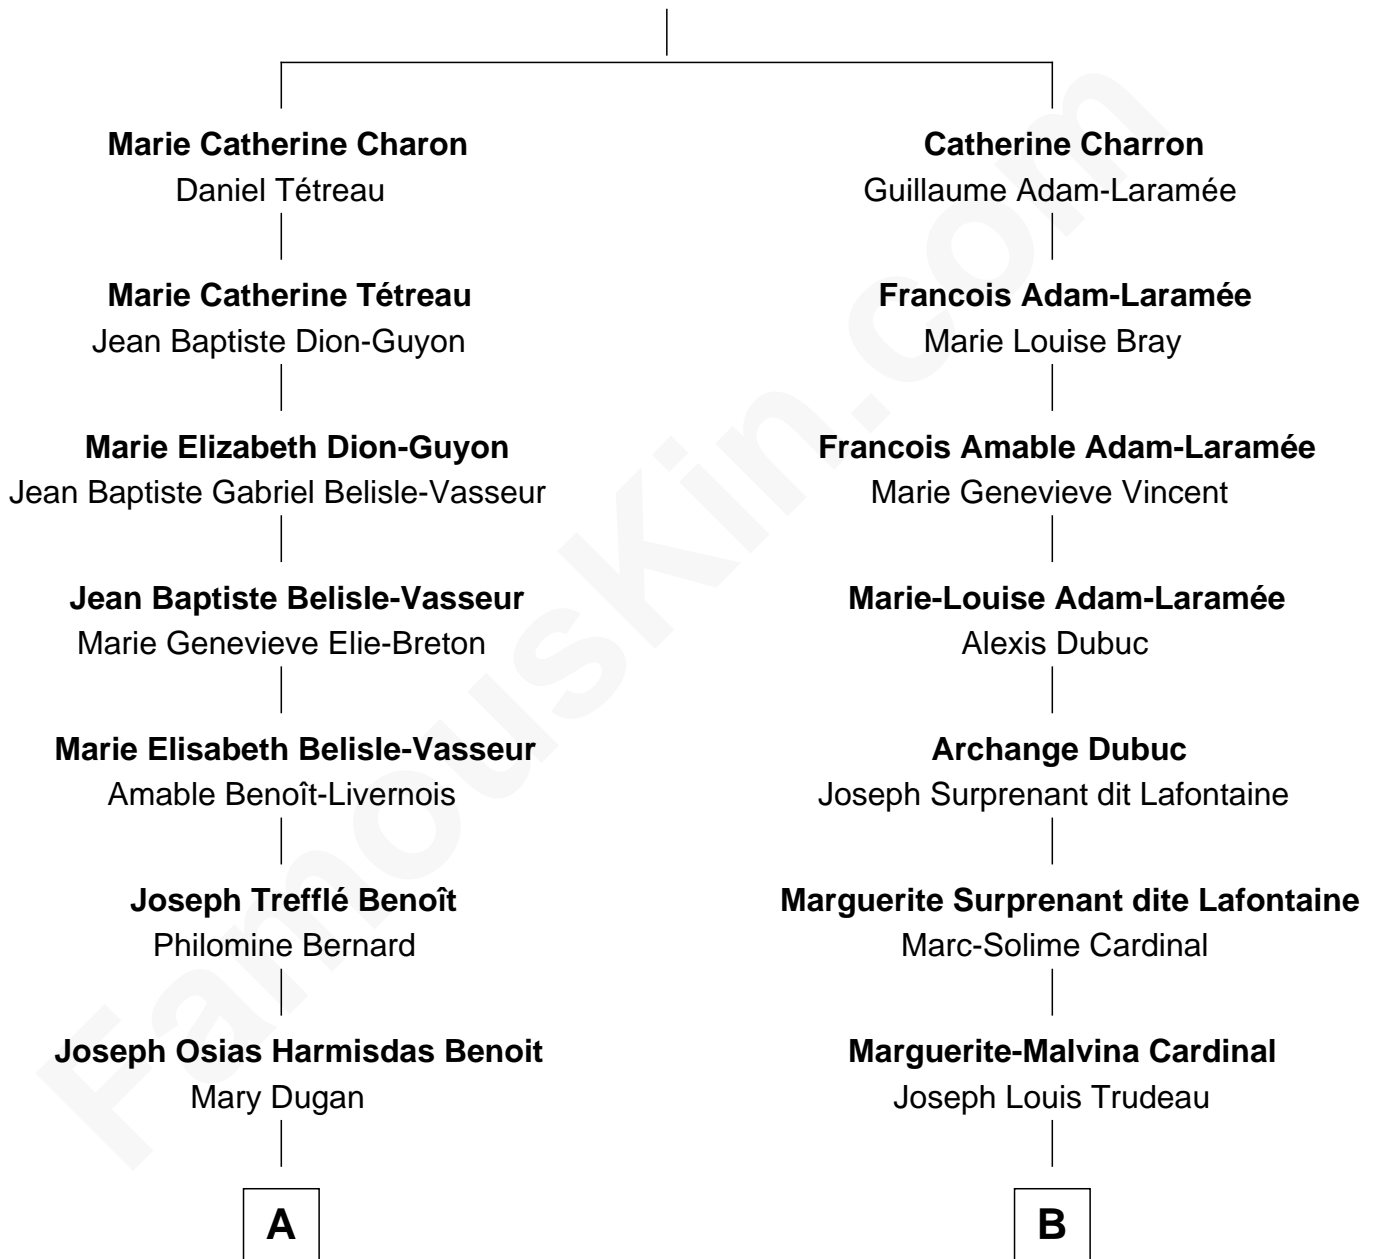 Marie Catherine Charon
Daniel Tétreau
Marie Catherine Tétreau
Jean Baptiste Dion-Guyon
Marie Elizabeth Dion-Guyon
Jean Baptiste Gabriel Belisle-Vasseur
Jean Baptiste Belisle-Vasseur
Marie Genevieve Elie-Breton
Marie Elisabeth Belisle-Vasseur
Amable Benoît-Livernois
Joseph Trefflé Benoît
Philomine Bernard
Joseph Osias Harmisdas Benoit
Mary Dugan
A
Catherine Charron
Guillaume Adam-Laramée
Francois Adam-Laramée
Marie Louise Bray
Francois Amable Adam-Laramée
Marie Genevieve Vincent
Marie-Louise Adam-Laramée
Alexis Dubuc
Archange Dubuc
Joseph Surprenant dit Lafontaine
Marguerite Surprenant dite Lafontaine
Marc-Solime Cardinal
Marguerite-Malvina Cardinal
Joseph Louis Trudeau
B
FamousKin.com